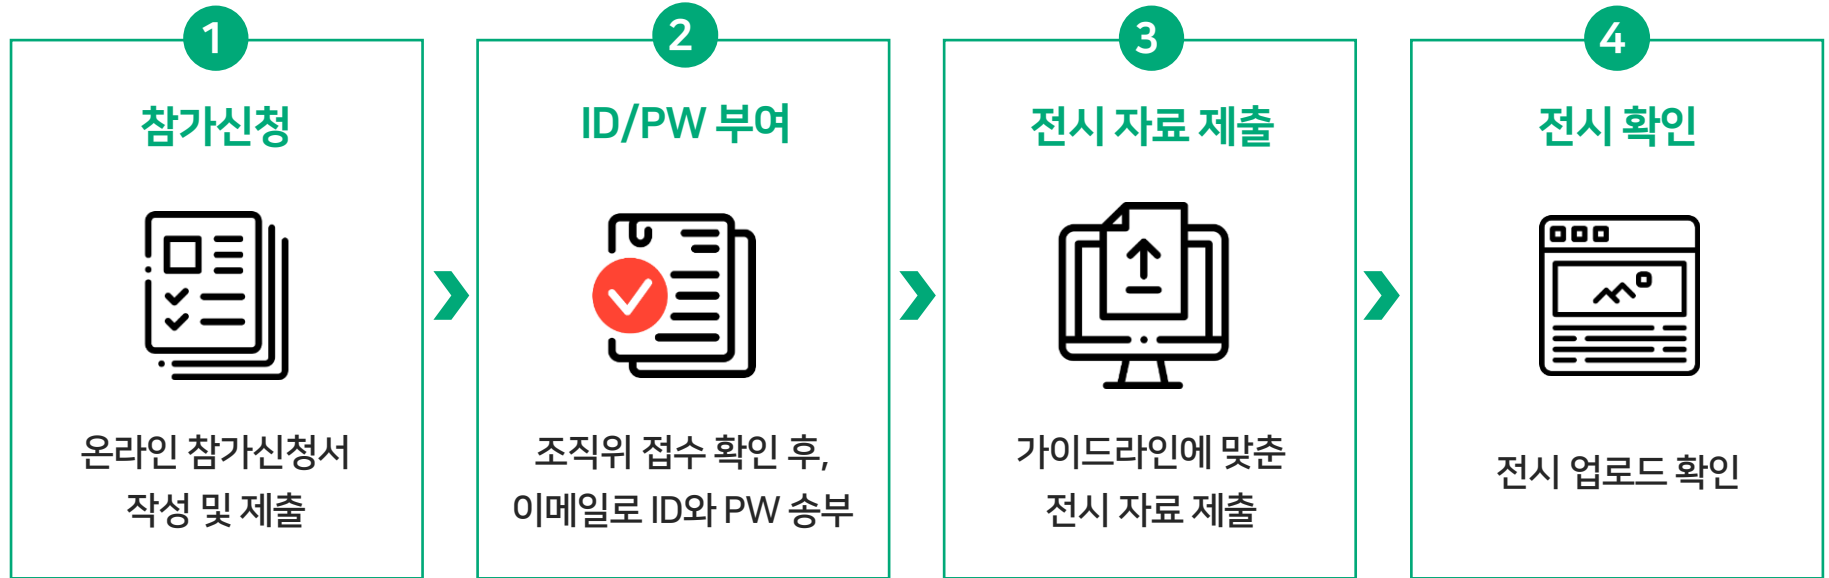 1
참가신청
온라인 참가신청서
작성 및 제출
2
ID/PW 부여
조직위 접수 확인 후,
이메일로 ID와 PW 송부
3
전시 자료 제출
가이드라인에 맞춘
전시 자료 제출
4
전시 확인
전시 업로드 확인